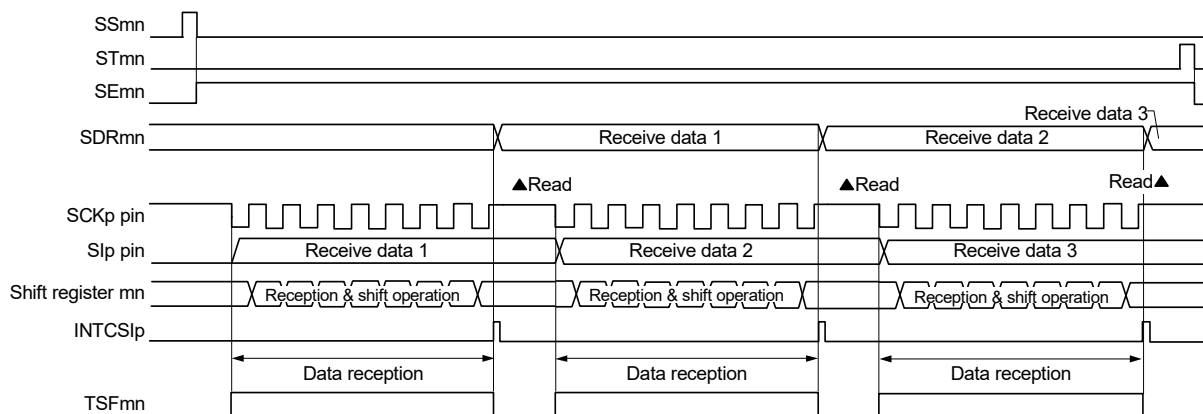 SSmn
STmn
SEmn
Receive data 3
SDRmn Receive data 1 Receive data 2
▲Read ▲Read Read▲
SCKp pin
SIp pin Receive data 1 Receive data 2 Receive data 3
Shift register mn Reception & shift operation Reception & shift operation Reception & shift operation
INTCSIp
Data reception Data reception Data reception
TSFmn